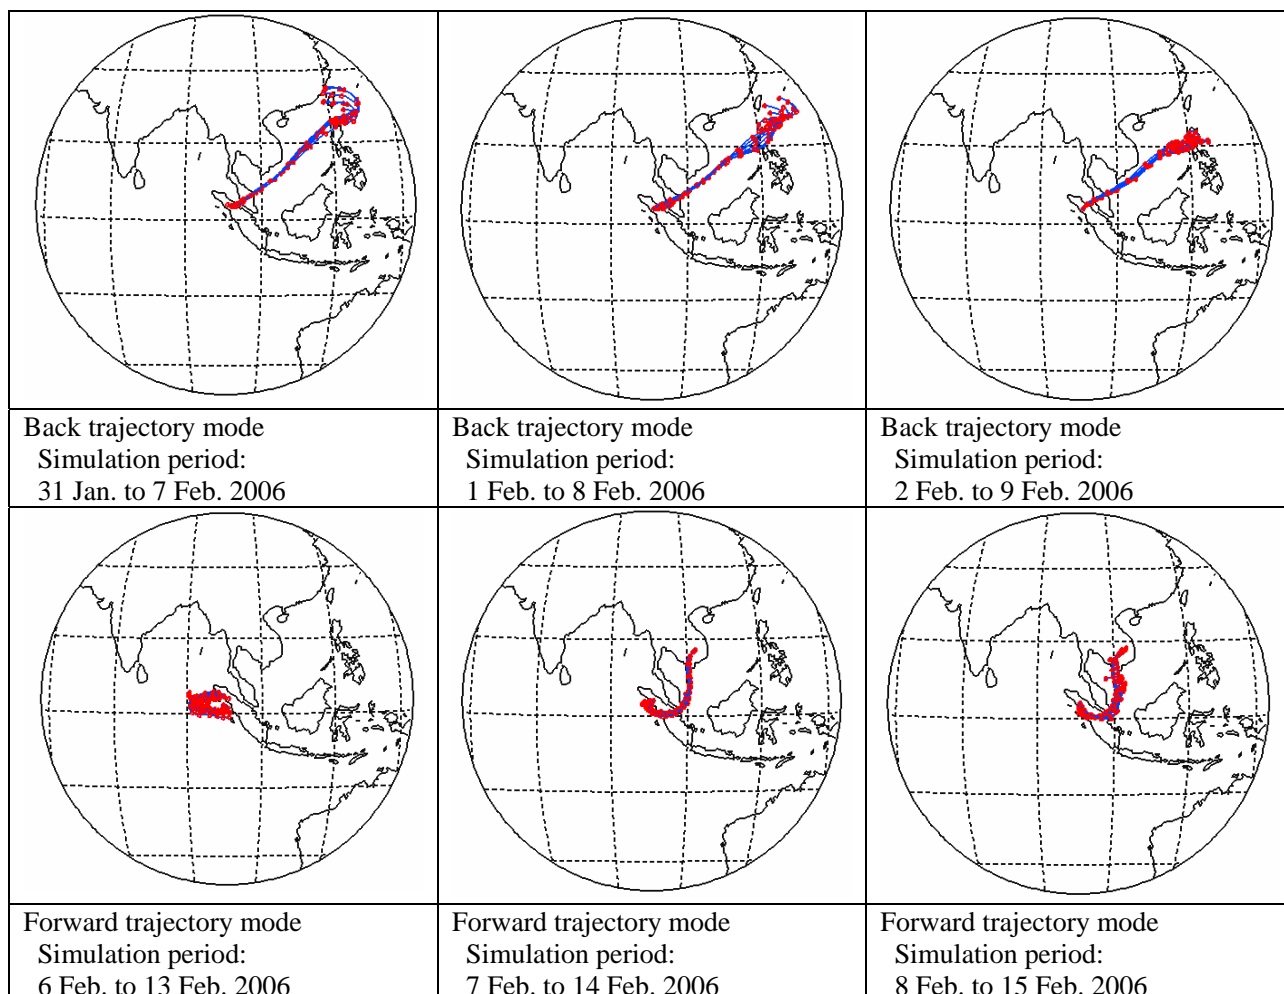 Back trajectory mode
Simulation period:
31 Jan. to 7 Feb. 2006
Back trajectory mode
Simulation period:
1 Feb. to 8 Feb. 2006
Back trajectory mode
Simulation period:
2 Feb. to 9 Feb. 2006
Forward trajectory mode
Simulation period:
6 Feb. to 13 Feb. 2006
Forward trajectory mode
Simulation period:
7 Feb. to 14 Feb. 2006
Forward trajectory mode
Simulation period:
8 Feb. to 15 Feb. 2006